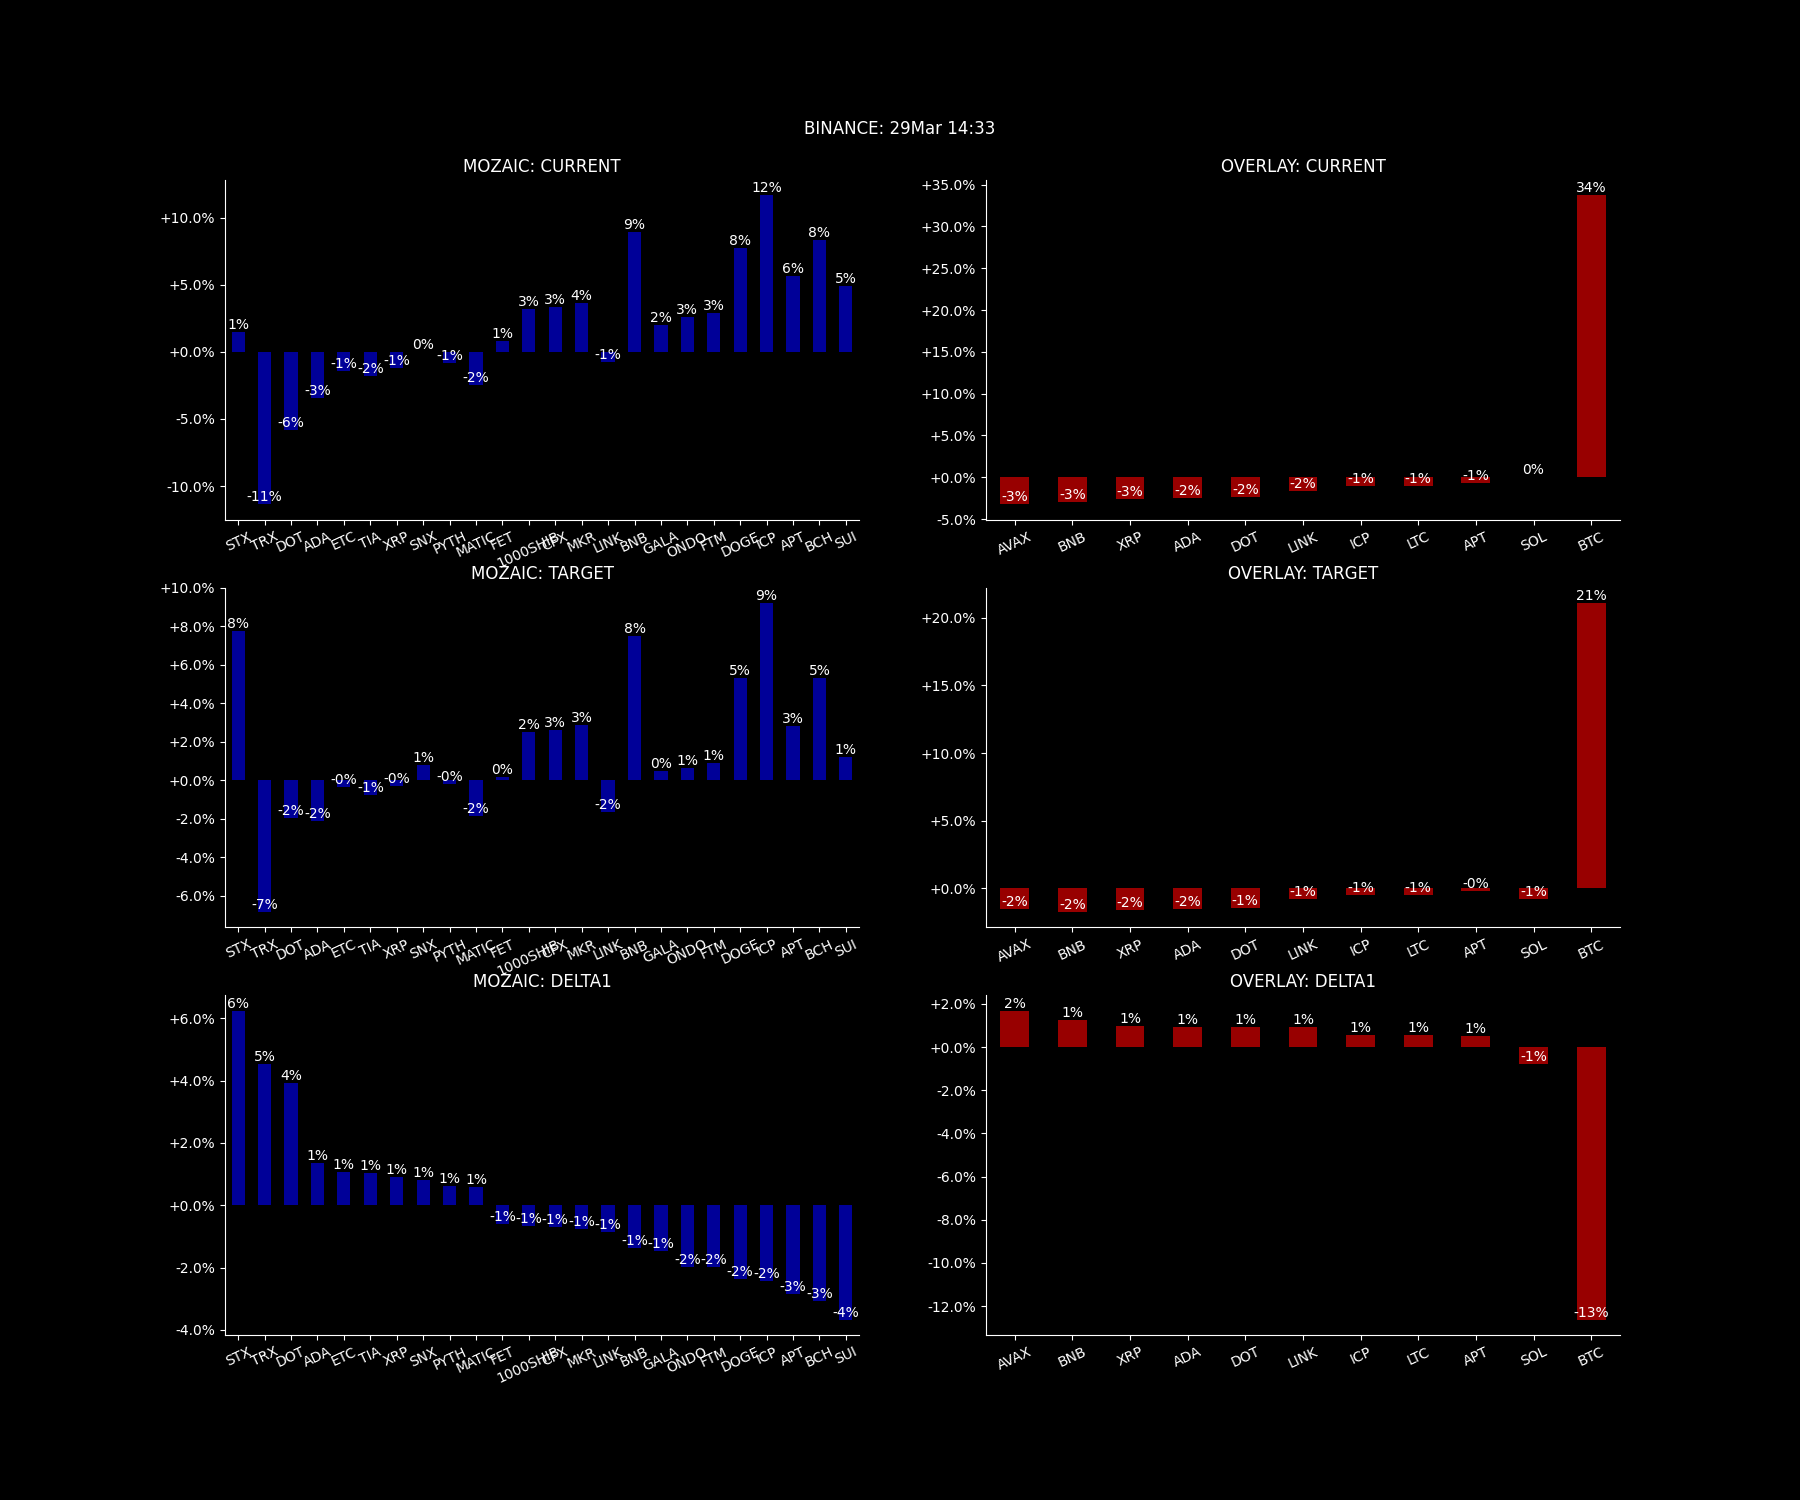 BINANCE: 29Mar 14:33
MOZAIC: CURRENT
+10.0%
+5.0%
+0.0%
-5.0%
-10.0%
1% -11% -6% -3% -1% -2% -1% 0% -1% -2% 1% 3% 3% 4% -1% 9% 2% 3% 3% 8% 12% 6% 8% 5%
STX TRX DOT ADA ETC TIA XRP SNX PYTH MATIC FET 1000SHIB MKR LINK BNB GALA ONDO FTM DOGE ICP APT BCH SUI
OVERLAY: CURRENT
+35.0%
+30.0%
+25.0%
+20.0%
+15.0%
+10.0%
+5.0%
+0.0%
-5.0%
-3% -3% -3% -2% -2% -2% -1% -1% -1% 0% 34%
AVAX BNB XRP ADA DOT LINK ICP LTC APT SOL BTC
MOZAIC: TARGET
+10.0%
+8.0%
+6.0%
+4.0%
+2.0%
+0.0%
-2.0%
-4.0%
-6.0%
8% -7% -2% -2% -0% -1% -0% 1% -0% -2% 0% 2% 3% 3% -2% 8% 0% 1% 1% 5% 9% 3% 5% 1%
STX TRX DOT ADA ETC TIA XRP SNX PYTH MATIC FET 1000SHIB MKR LINK BNB GALA ONDO FTM DOGE ICP APT BCH SUI
OVERLAY: TARGET
+20.0%
+15.0%
+10.0%
+5.0%
+0.0%
-2% -2% -2% -2% -1% -1% -1% -1% -0% -1% 21%
AVAX BNB XRP ADA DOT LINK ICP LTC APT SOL BTC
MOZAIC: DELTA1
+6.0%
+4.0%
+2.0%
+0.0%
-2.0%
-4.0%
6% 5% 4% 1% 1% 1% 1% 1% 1% 1% -1% -1% -1% -1% -1% -1% -1% -2% -2% -2% -2% -3% -3% -4%
STX TRX DOT ADA ETC TIA XRP SNX PYTH MATIC FET 1000SHIB MKR LINK BNB GALA ONDO FTM DOGE ICP APT BCH SUI
OVERLAY: DELTA1
+2.0%
+0.0%
-2.0%
-4.0%
-6.0%
-8.0%
-10.0%
-12.0%
2% 1% 1% 1% 1% 1% 1% 1% 1% -1% -13%
AVAX BNB XRP ADA DOT LINK ICP LTC APT SOL BTC